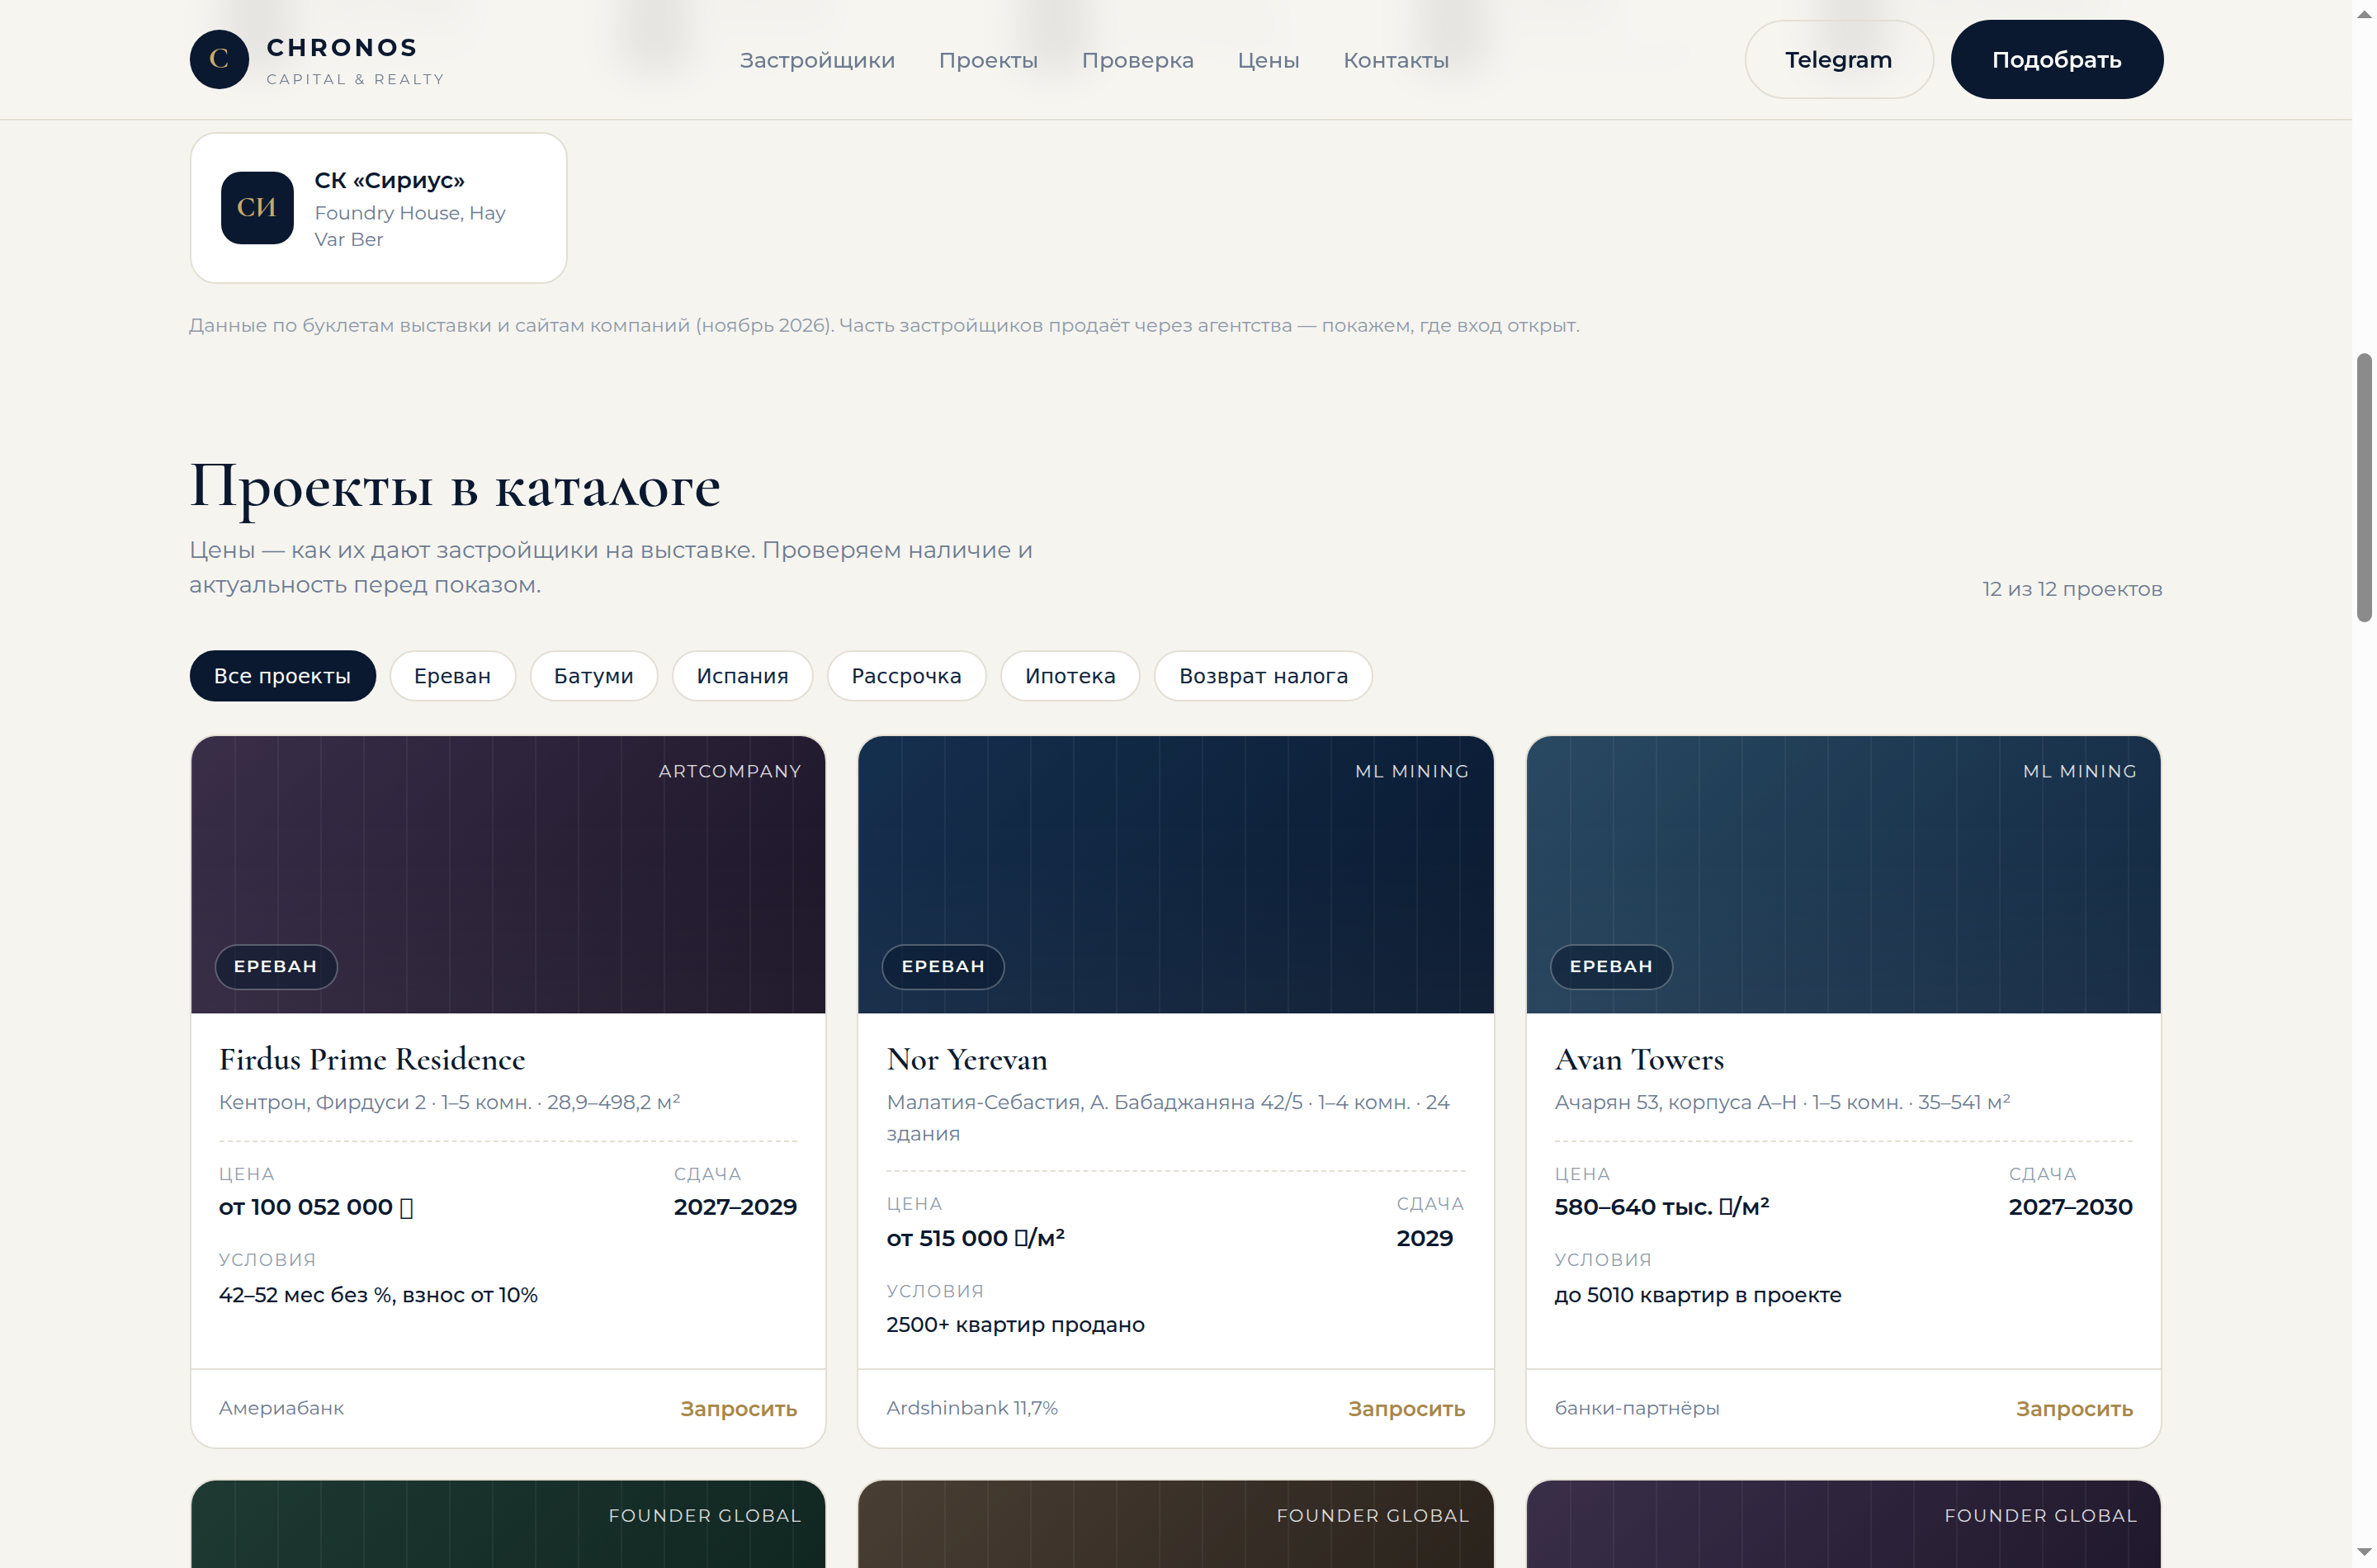 C
CHRONOS
CAPITAL & REALTY
Застройщики
Проекты
Проверка
Цены
Контакты
Telegram
Подобрать
СИ
СК «Сириус»
Foundry House, Hay
Var Ber
Данные по буклетам выставки и сайтам компаний (ноябрь 2026). Часть застройщиков продаёт через агентства — покажем, где вход открыт.
Проекты в каталоге
Цены — как их дают застройщики на выставке. Проверяем наличие и
актуальность перед показом.
12 из 12 проектов
Все проекты
Ереван
Батуми
Испания
Рассрочка
Ипотека
Возврат налога
ARTCOMPANY
ЕРЕВАН
Firdus Prime Residence
Кентрон, Фирдуси 2 · 1–5 комн. · 28,9–498,2 м²
ЦЕНА
от 100 052 000 ▯
СДАЧА
2027–2029
УСЛОВИЯ
42–52 мес без %, взнос от 10%
Америабанк
Запросить
ML MINING
ЕРЕВАН
Nor Yerevan
Малатия-Себастия, А. Бабаджаняна 42/5 · 1–4 комн. · 24
здания
ЦЕНА
от 515 000 ▯/м²
СДАЧА
2029
УСЛОВИЯ
2500+ квартир продано
Ardshinbank 11,7%
Запросить
ML MINING
ЕРЕВАН
Avan Towers
Ачарян 53, корпуса A–H · 1–5 комн. · 35–541 м²
ЦЕНА
580–640 тыс. ▯/м²
СДАЧА
2027–2030
УСЛОВИЯ
до 5010 квартир в проекте
банки-партнёры
Запросить
FOUNDER GLOBAL
FOUNDER GLOBAL
FOUNDER GLOBAL